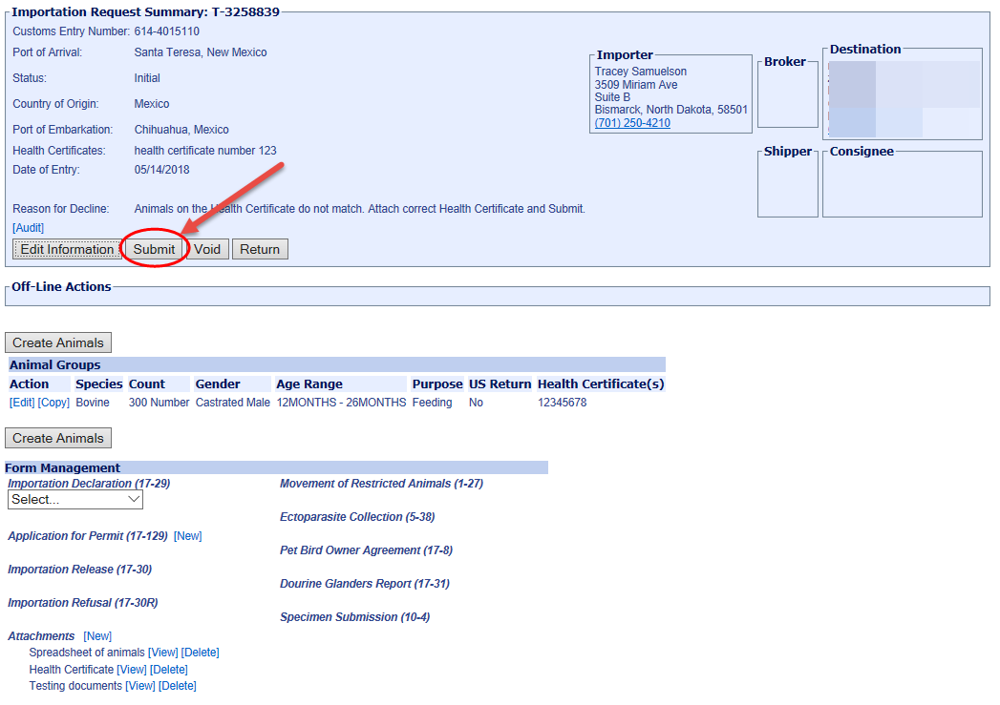 Importation Request Summary: T-3258839
Customs Entry Number: 614-4015110
Port of Arrival: Santa Teresa, New Mexico
Status: Initial
Country of Origin: Mexico
Port of Embarkation: Chihuahua, Mexico
Health Certificates: health certificate number 123
Date of Entry: 05/14/2018
Reason for Decline: Animals on the Health Certificate do not match. Attach correct Health Certificate and Submit.
[Audit]
Edit Information Submit Void Return
Importer
Tracey Samuelson
3509 Miriam Ave
Suite B
Bismarck, North Dakota, 58501
(701) 250-4210
Broker
Destination
Shipper
Consignee
Off-Line Actions
Create Animals
Animal Groups
Action Species Count Gender Age Range Purpose US Return Health Certificate(s)
[Edit] [Copy] Bovine 300 Number Castrated Male 12MONTHS - 26MONTHS Feeding No 12345678
Create Animals
Form Management
Importation Declaration (17-29)
Select...
Application for Permit (17-129) [New]
Importation Release (17-30)
Importation Refusal (17-30R)
Movement of Restricted Animals (1-27)
Ectoparasite Collection (5-38)
Pet Bird Owner Agreement (17-8)
Dourine Glanders Report (17-31)
Specimen Submission (10-4)
Attachments [New]
Spreadsheet of animals [View] [Delete]
Health Certificate [View] [Delete]
Testing documents [View] [Delete]